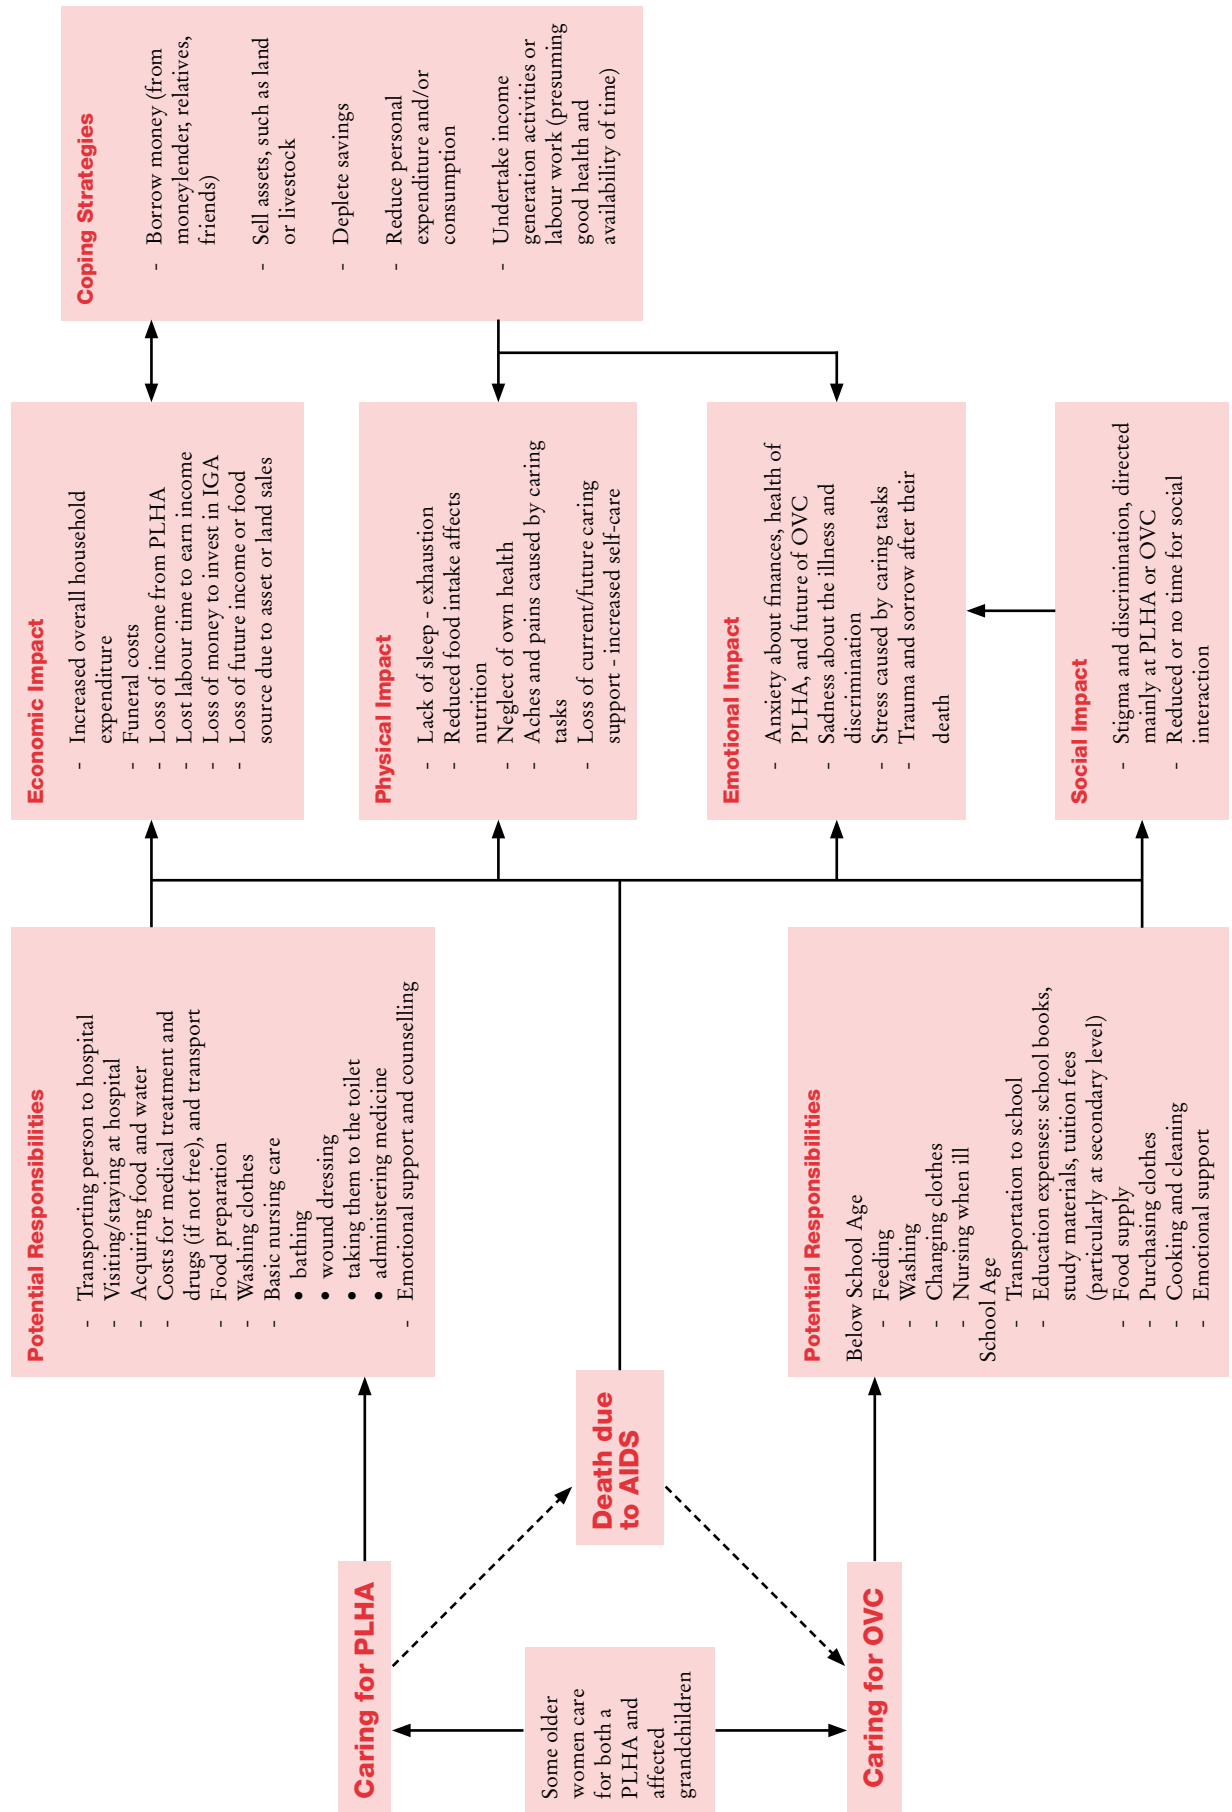 Caring for PLHA
Some older
women care
for both a
PLHA and
affected
grandchildren
Caring for OVC
Death due
to AIDS
Potential Responsibilities
- Transporting person to hospital
- Visiting/staying at hospital
- Acquiring food and water
- Costs for medical treatment and
drugs (if not free), and transport
- Food preparation
- Washing clothes
- Basic nursing care
• bathing
• wound dressing
• taking them to the toilet
• administering medicine
- Emotional support and counselling
Potential Responsibilities
Below School Age
- Feeding
- Washing
- Changing clothes
- Nursing when ill
School Age
- Transportation to school
- Education expenses: school books,
study materials, tuition fees
(particularly at secondary level)
- Food supply
- Purchasing clothes
- Cooking and cleaning
- Emotional support
Economic Impact
- Increased overall household
expenditure
- Funeral costs
- Loss of income from PLHA
- Lost labour time to earn income
- Loss of money to invest in IGA
- Loss of future income or food
source due to asset or land sales
Physical Impact
- Lack of sleep - exhaustion
- Reduced food intake affects
nutrition
- Neglect of own health
- Aches and pains caused by caring
tasks
- Loss of current/future caring
support - increased self-care
Emotional Impact
- Anxiety about finances, health of
PLHA, and future of OVC
- Sadness about the illness and
discrimination
- Stress caused by caring tasks
- Trauma and sorrow after their
death
Social Impact
- Stigma and discrimination, directed
mainly at PLHA or OVC
- Reduced or no time for social
interaction
Coping Strategies
- Borrow money (from
moneylender, relatives,
friends)
- Sell assets, such as land
or livestock
- Deplete savings
- Reduce personal
expenditure and/or
consumption
- Undertake income
generation activities or
labour work (presuming
good health and
availability of time)